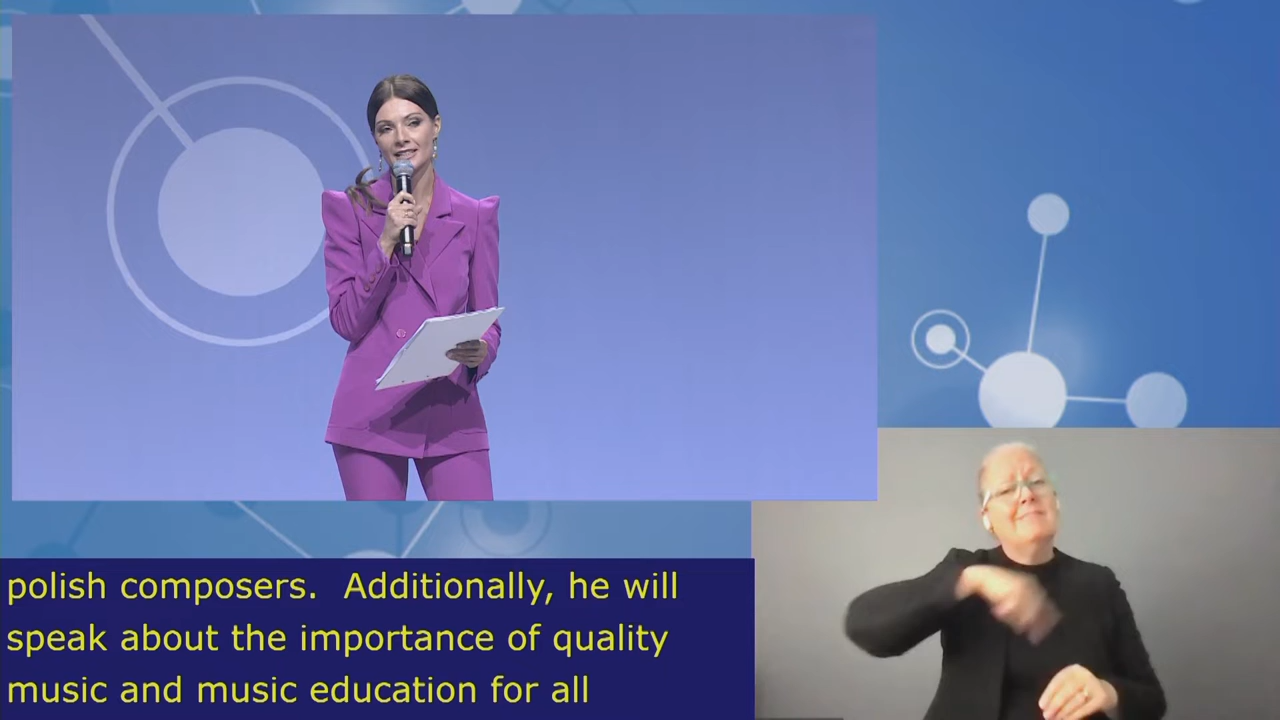 polish composers.  Additionally, he will
speak about the importance of quality
music and music education for all